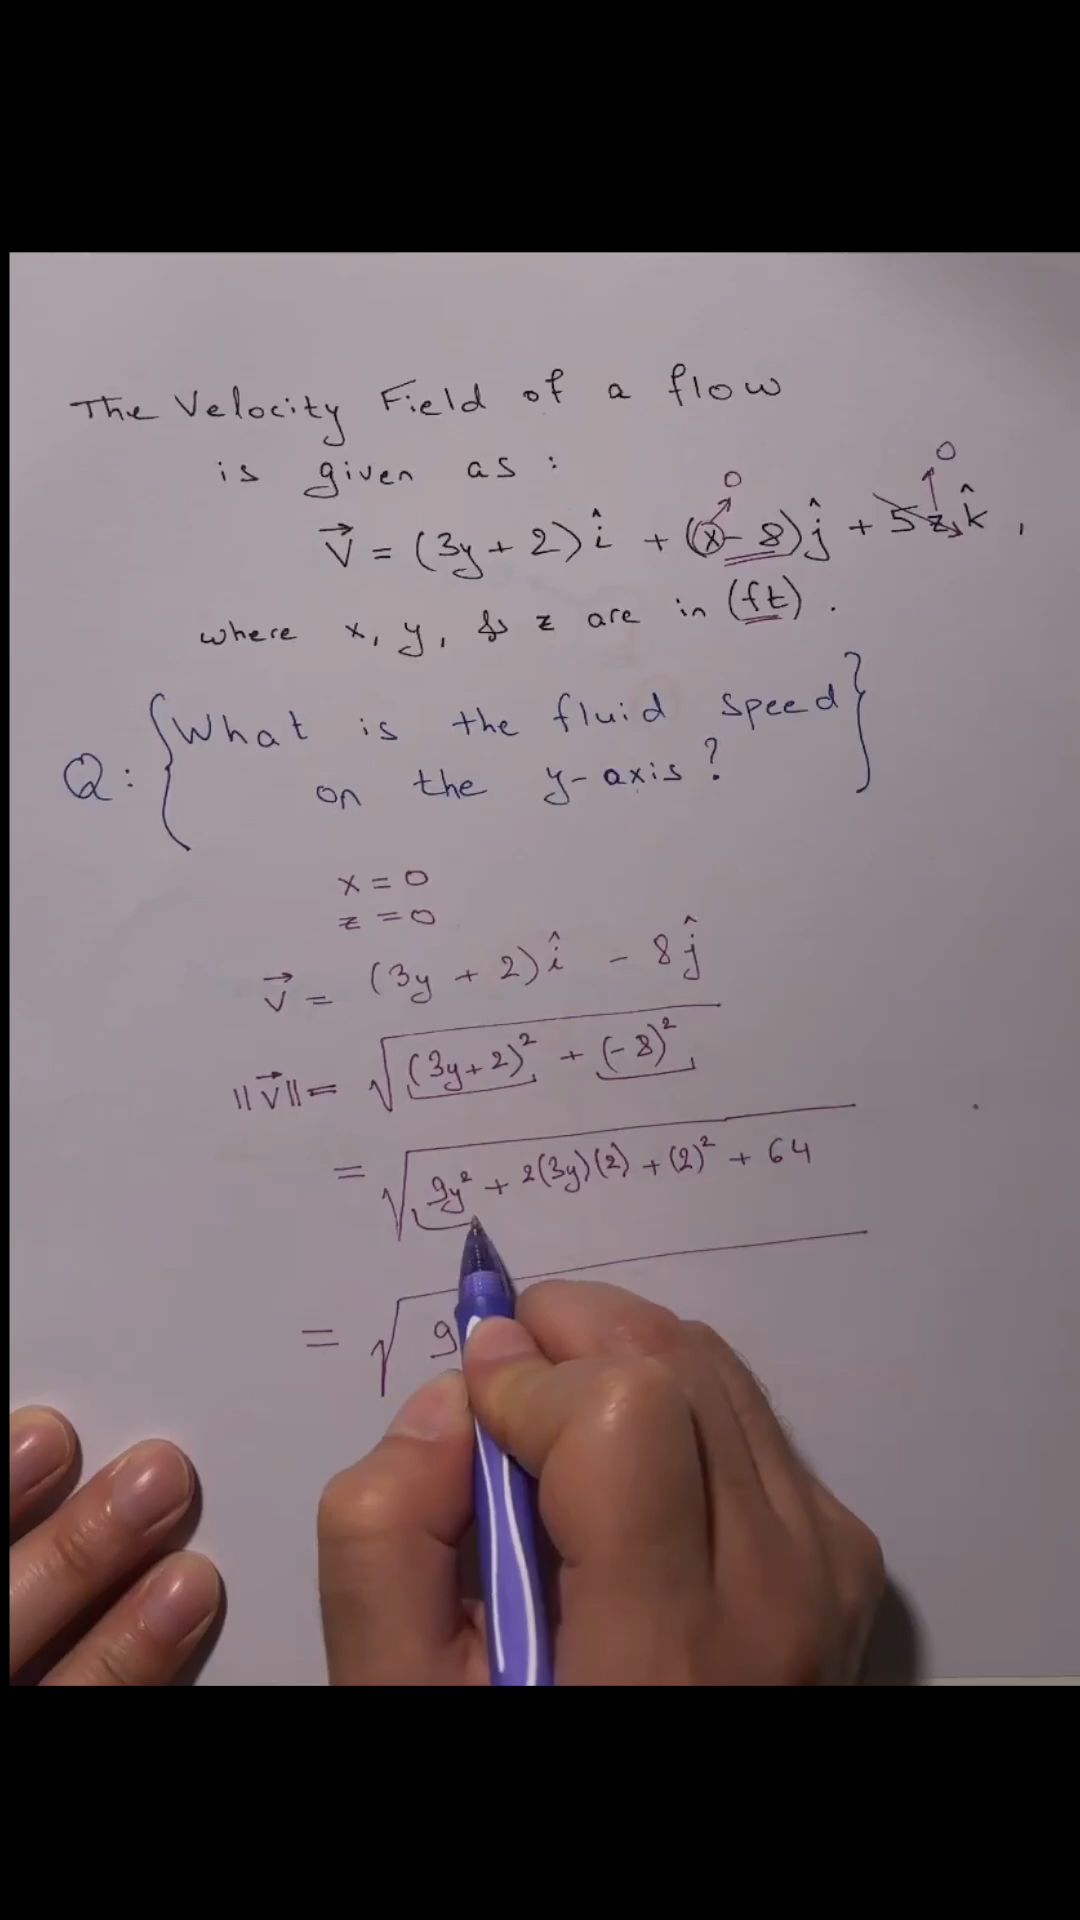 The Velocity Field of a flow
is given as :
V⃗ = (3y + 2) î + (x - 8) ĵ + 5z k̂ ,
0
0
where x, y, & z are in (ft) .
Q: {What is the fluid speed
on the y-axis ?}
x = 0
z = 0
V⃗ = (3y + 2) î - 8 ĵ
||V⃗|| = √((3y+2)² + (-8)²)
= √(9y² + 2(3y)(2) + (2)² + 64)
= √(9